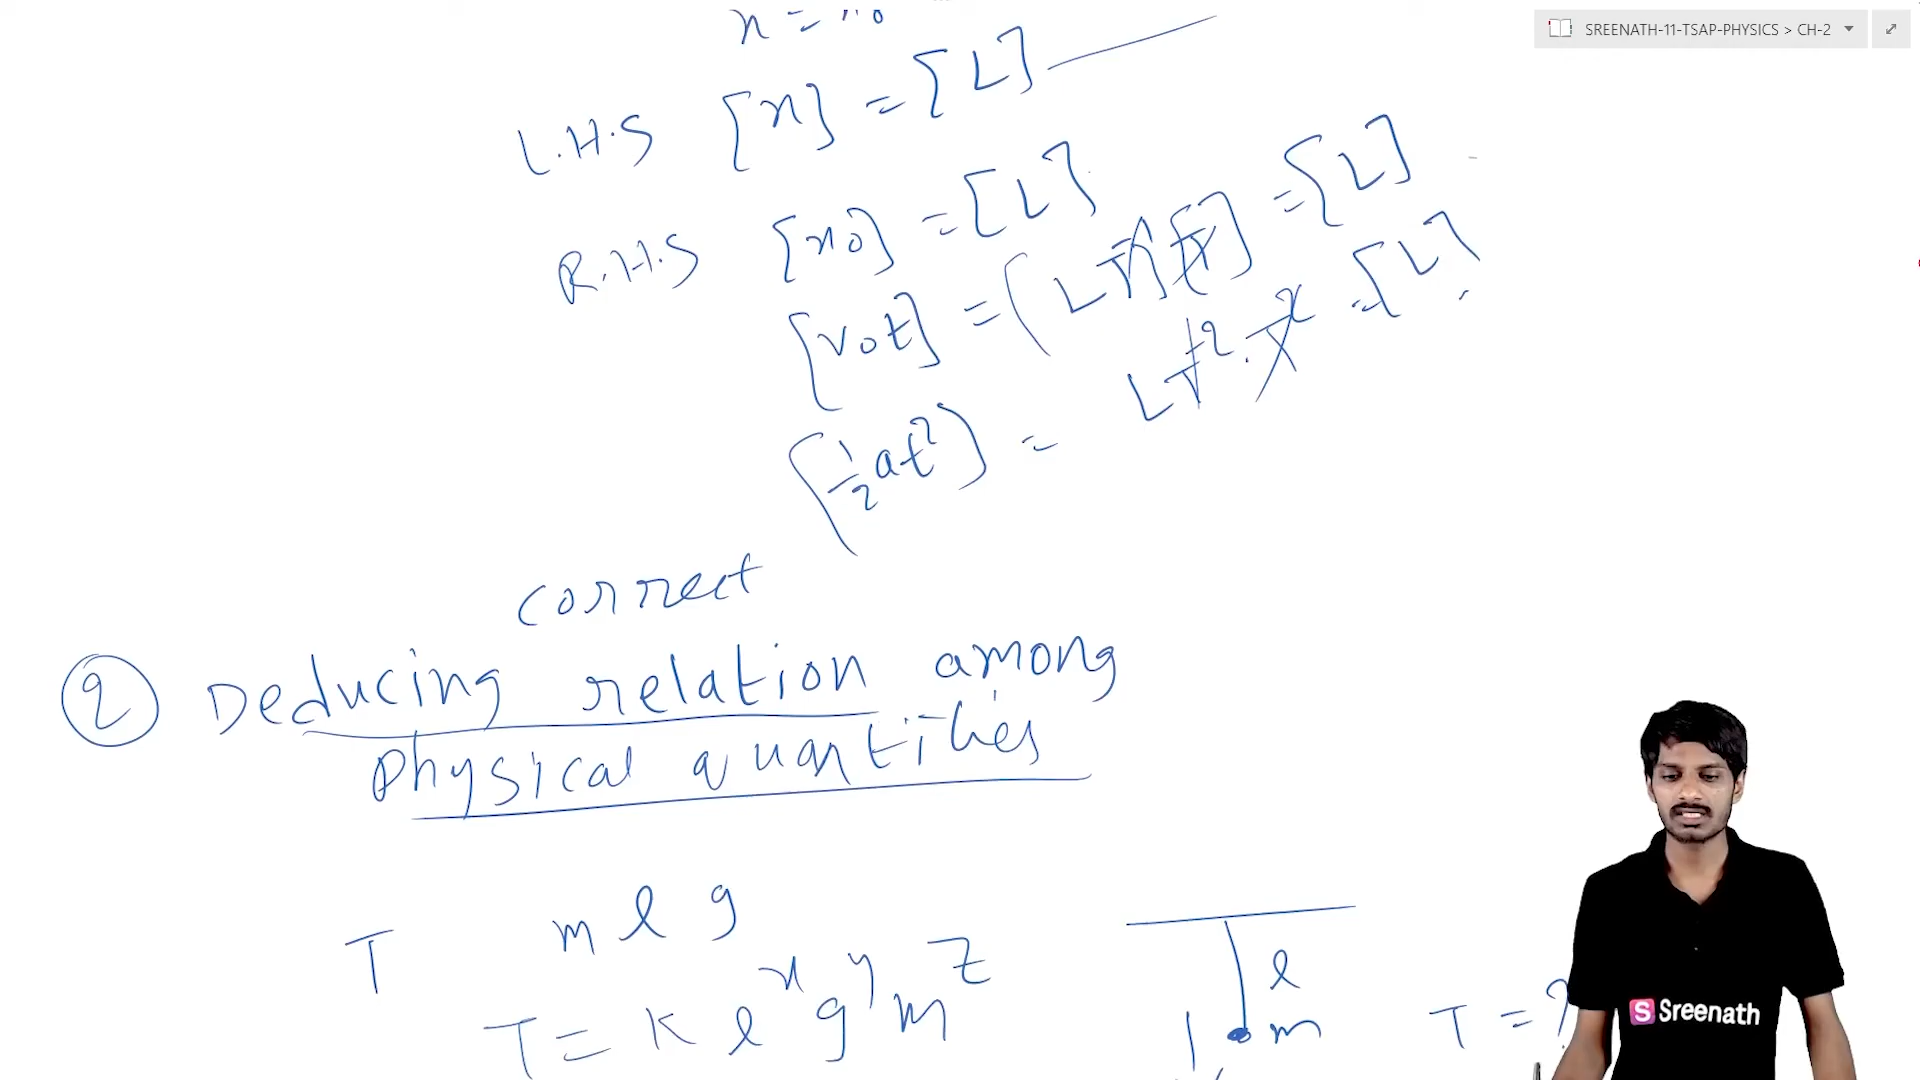 SREENATH-11-TSAP-PHYSICS > CH-2
x = x₀
L.H.S [x] = [L]
R.H.S [x₀] = [L]
[v₀t] = [LT⁻¹][T] = [L]
[½at²] = LT⁻²·T² = [L]
correct
② Deducing relation among
Physical quantities
T m l g
T = K l^x g^y m^z
l
m
T = ?
S Sreenath